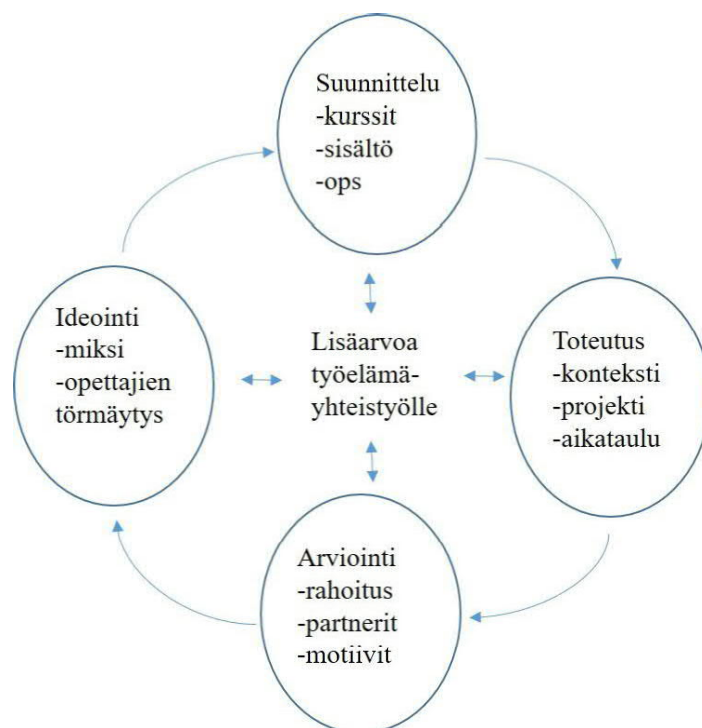 Suunnittelu
-kurssit
-sisältö
-ops
Ideointi
-miksi
-opettajien
törmäytys
Lisäarvoa
työelämä-
yhteistyölle
Toteutus
-konteksti
-projekti
-aikataulu
Arviointi
-rahoitus
-partnerit
-motiivit